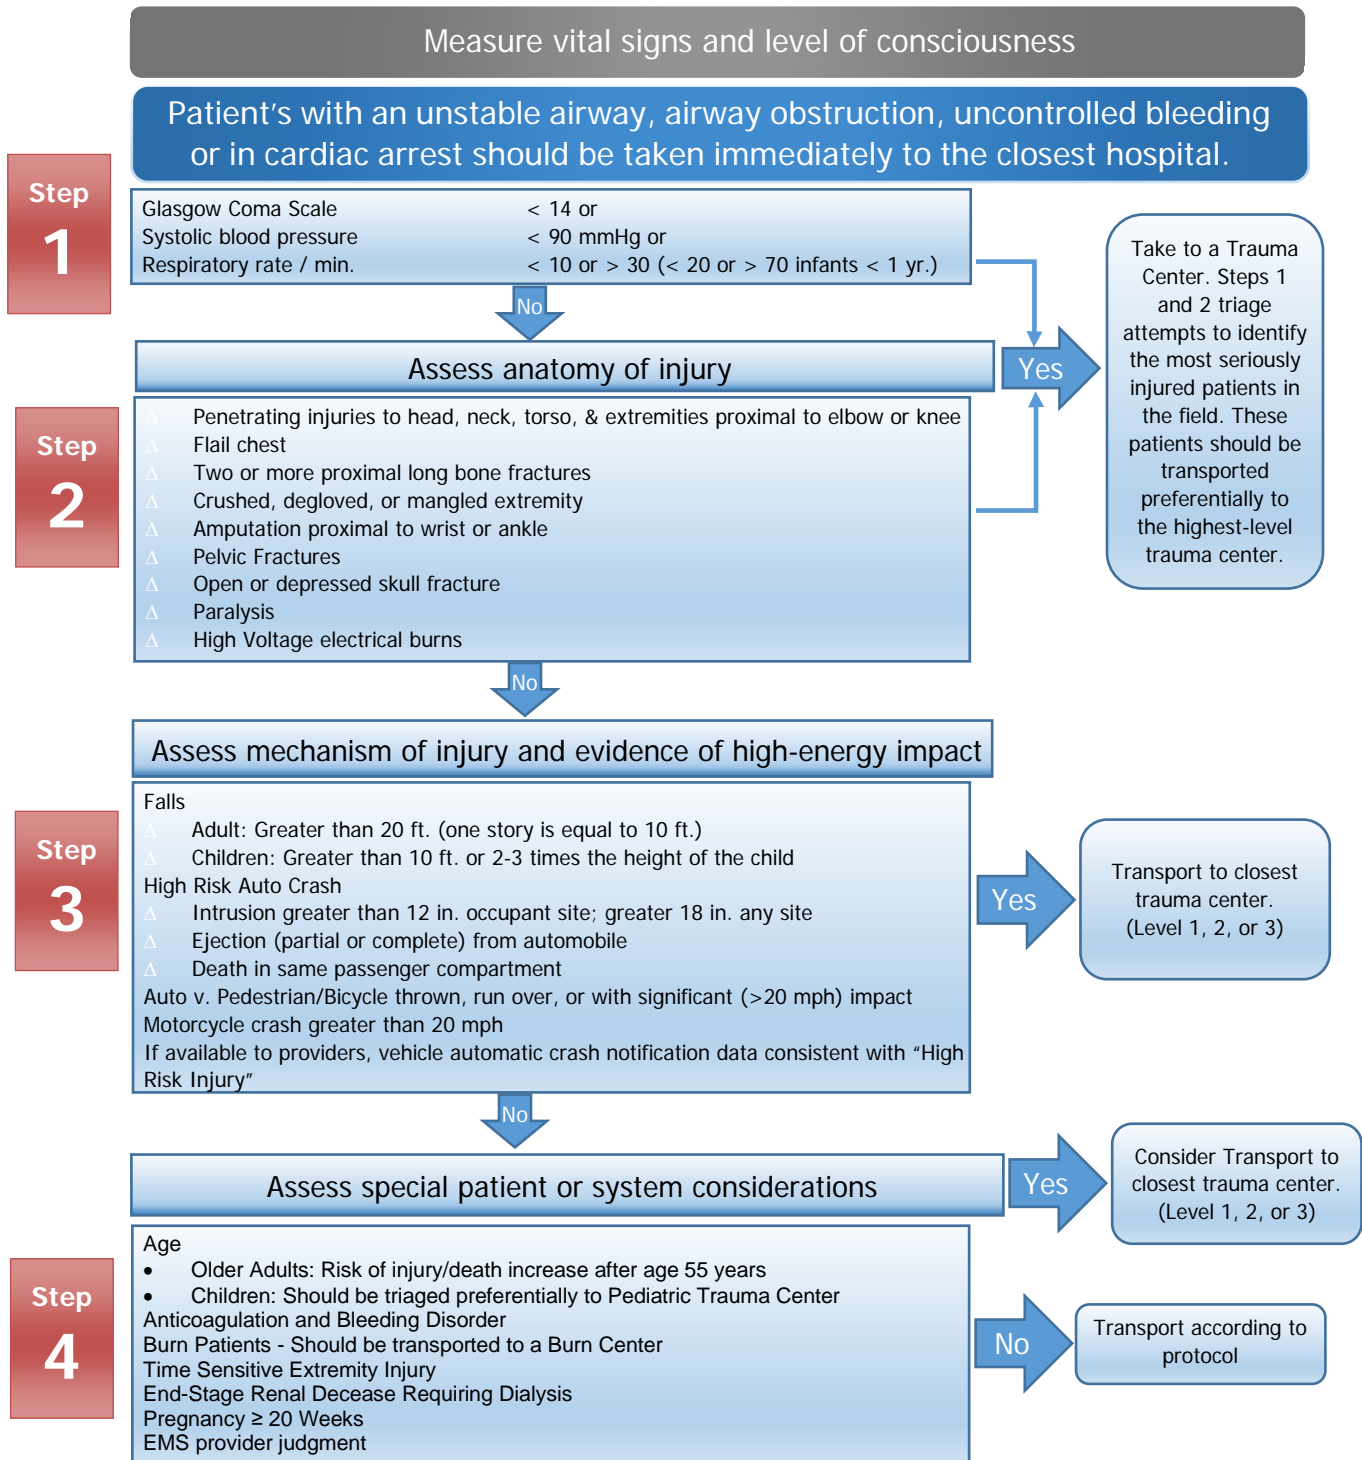 Measure vital signs and level of consciousness
Patient's with an unstable airway, airway obstruction, uncontrolled bleeding
or in cardiac arrest should be taken immediately to the closest hospital.
Step
1
Glasgow Coma Scale < 14 or
Systolic blood pressure < 90 mmHg or
Respiratory rate / min. < 10 or > 30 (< 20 or > 70 infants < 1 yr.)
No
Assess anatomy of injury
Yes
Take to a Trauma
Center. Steps 1
and 2 triage
attempts to identify
the most seriously
injured patients in
the field. These
patients should be
transported
preferentially to
the highest-level
trauma center.
Step
2
Δ Penetrating injuries to head, neck, torso, & extremities proximal to elbow or knee
Δ Flail chest
Δ Two or more proximal long bone fractures
Δ Crushed, degloved, or mangled extremity
Δ Amputation proximal to wrist or ankle
Δ Pelvic Fractures
Δ Open or depressed skull fracture
Δ Paralysis
Δ High Voltage electrical burns
No
Assess mechanism of injury and evidence of high-energy impact
Step
3
Falls
Δ Adult: Greater than 20 ft. (one story is equal to 10 ft.)
Δ Children: Greater than 10 ft. or 2-3 times the height of the child
High Risk Auto Crash
Δ Intrusion greater than 12 in. occupant site; greater 18 in. any site
Δ Ejection (partial or complete) from automobile
Δ Death in same passenger compartment
Auto v. Pedestrian/Bicycle thrown, run over, or with significant (>20 mph) impact
Motorcycle crash greater than 20 mph
If available to providers, vehicle automatic crash notification data consistent with "High
Risk Injury"
Yes
Transport to closest
trauma center.
(Level 1, 2, or 3)
No
Assess special patient or system considerations
Yes
Consider Transport to
closest trauma center.
(Level 1, 2, or 3)
Step
4
Age
• Older Adults: Risk of injury/death increase after age 55 years
• Children: Should be triaged preferentially to Pediatric Trauma Center
Anticoagulation and Bleeding Disorder
Burn Patients - Should be transported to a Burn Center
Time Sensitive Extremity Injury
End-Stage Renal Decease Requiring Dialysis
Pregnancy ≥ 20 Weeks
EMS provider judgment
No
Transport according to
protocol